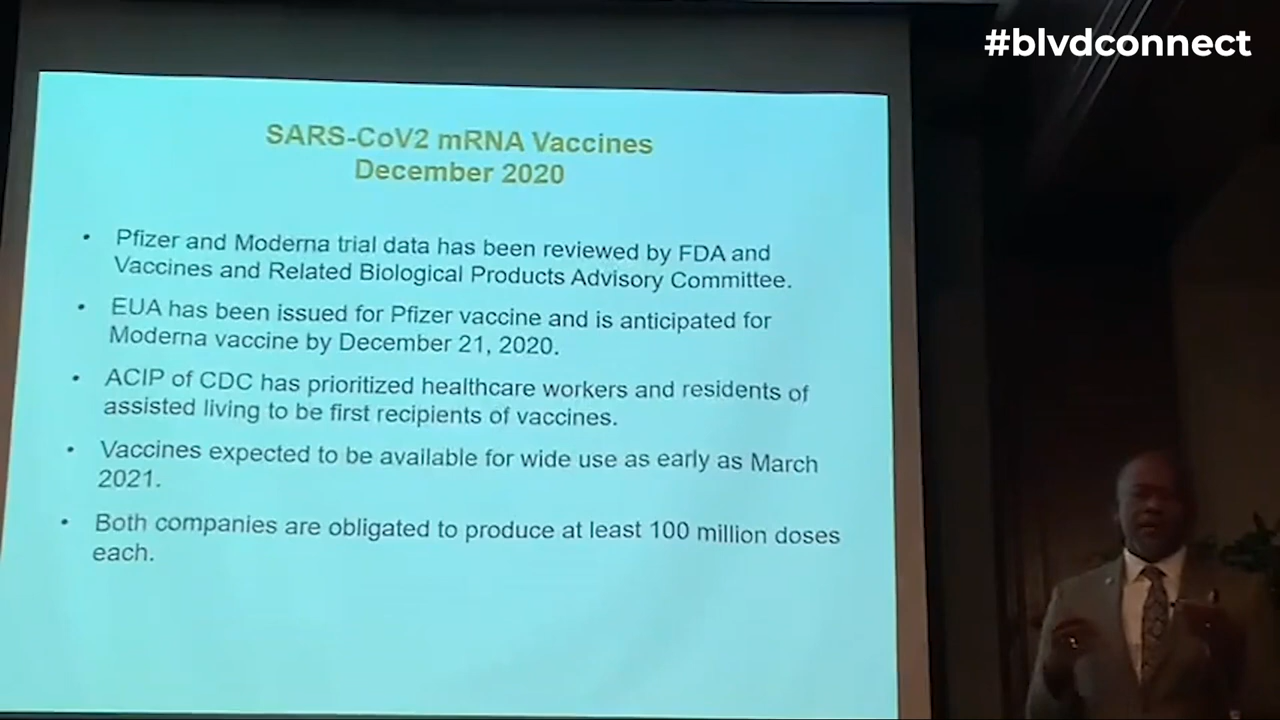 #blvdconnect
SARS-CoV2 mRNA Vaccines
December 2020
• Pfizer and Moderna trial data has been reviewed by FDA and
Vaccines and Related Biological Products Advisory Committee.
• EUA has been issued for Pfizer vaccine and is anticipated for
Moderna vaccine by December 21, 2020.
• ACIP of CDC has prioritized healthcare workers and residents of
assisted living to be first recipients of vaccines.
• Vaccines expected to be available for wide use as early as March
2021.
• Both companies are obligated to produce at least 100 million doses
each.